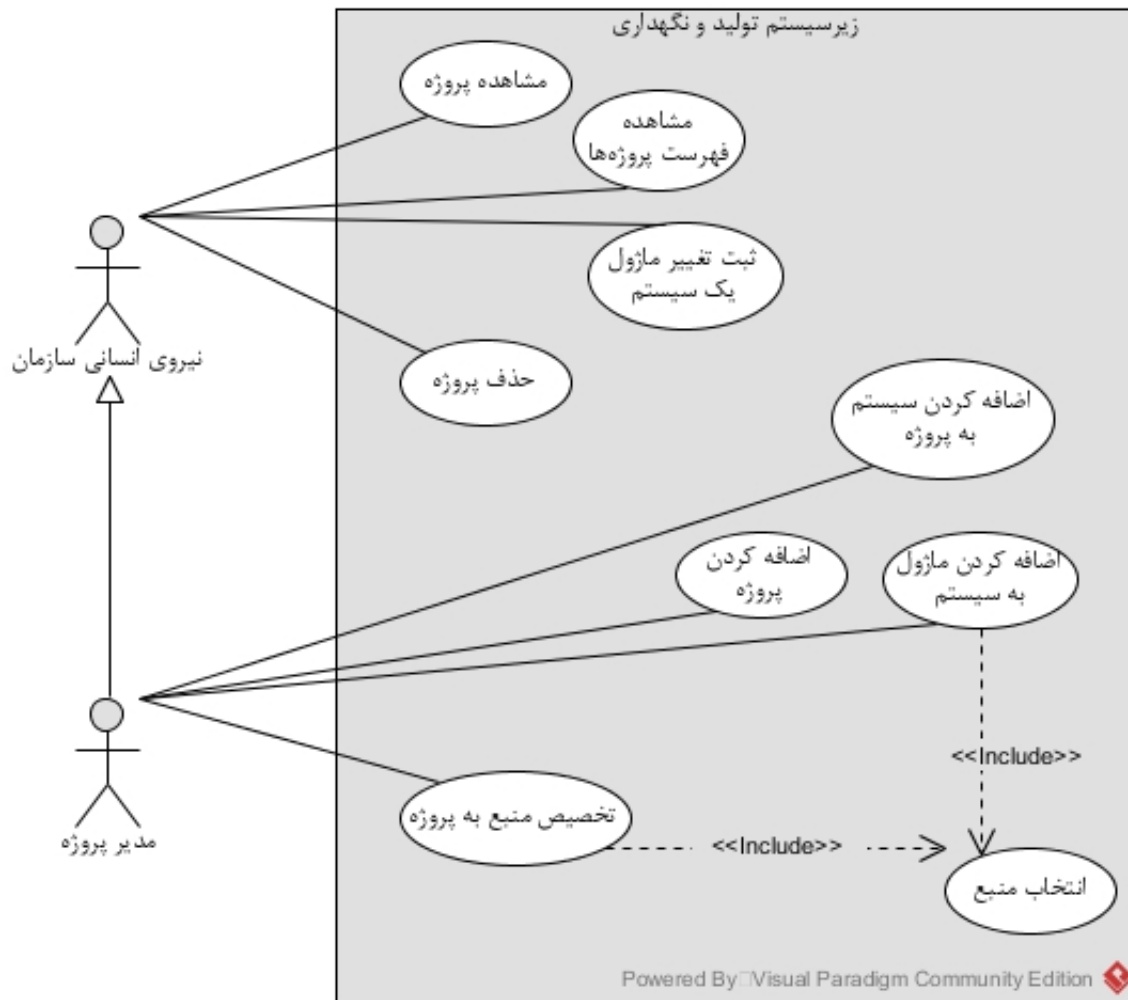 زیرسیستم تولید و نگهداری
مشاهده پروژه
مشاهده
فهرست پروژه‌ها
ثبت تغییر ماژول
یک سیستم
نیروی انسانی سازمان
حذف پروژه
اضافه کردن سیستم
به پروژه
اضافه کردن
پروژه
اضافه کردن ماژول
به سیستم
<<Include>>
تخصیص منبع به پروژه
مدیر پروژه
<<Include>>
انتخاب منبع
Powered By□Visual Paradigm Community Edition